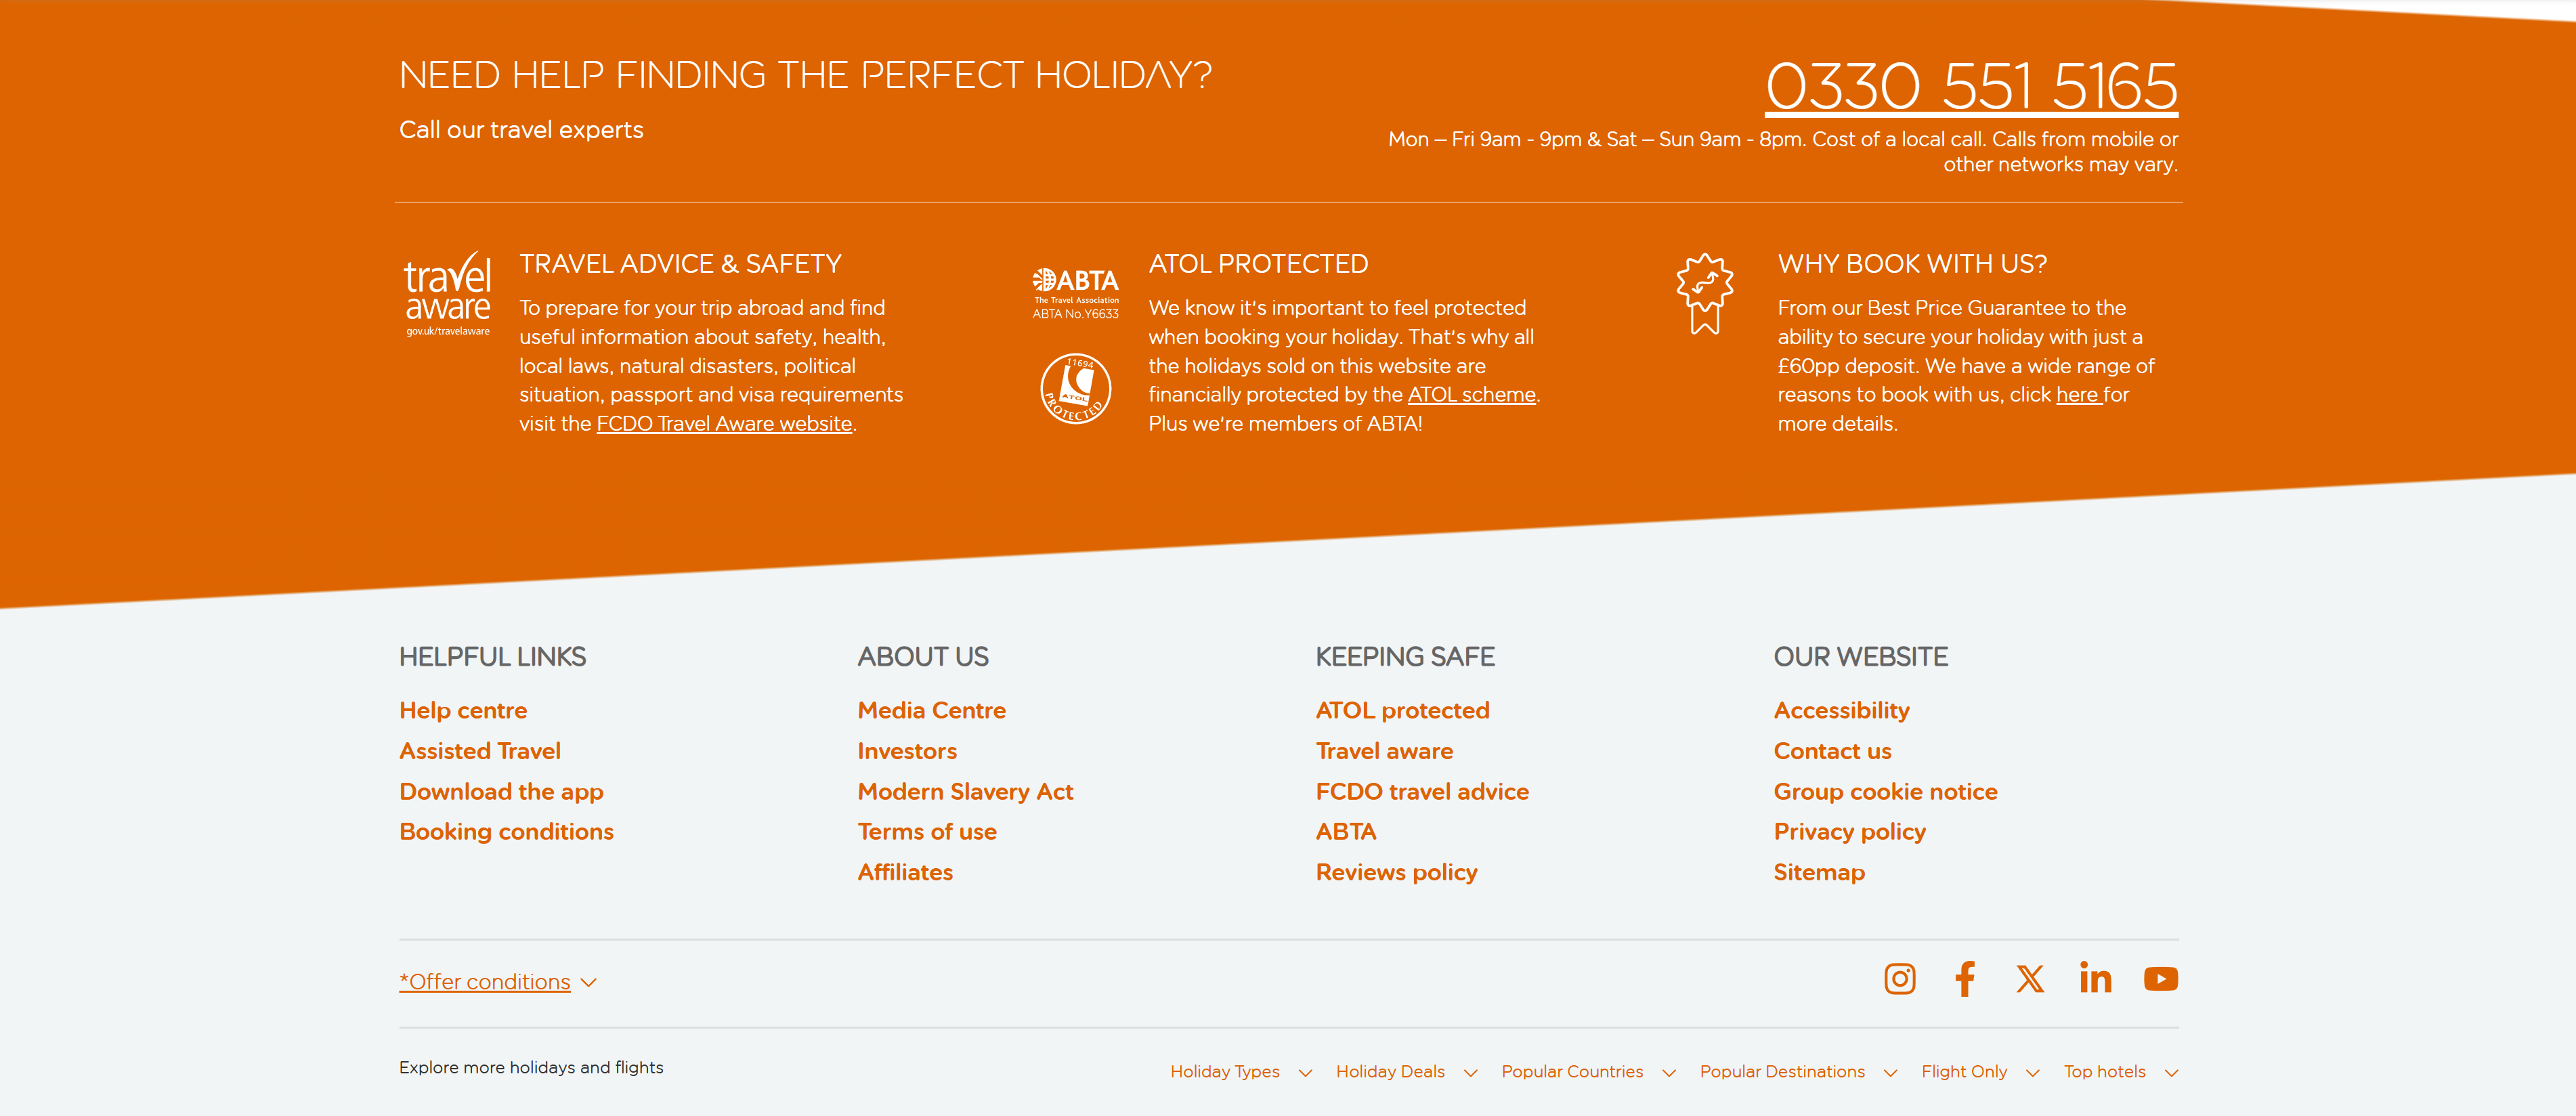 NEED HELP FINDING THE PERFECT HOLIDAY?
Call our travel experts
0330 551 5165
Mon – Fri 9am - 9pm & Sat – Sun 9am - 8pm. Cost of a local call. Calls from mobile or
other networks may vary.
travel
aware
gov.uk/travelaware
TRAVEL ADVICE & SAFETY
To prepare for your trip abroad and find
useful information about safety, health,
local laws, natural disasters, political
situation, passport and visa requirements
visit the FCDO Travel Aware website.
ABTA
The Travel Association
ABTA No.Y6633
11694
ATOL
PROTECTED
ATOL PROTECTED
We know it's important to feel protected
when booking your holiday. That's why all
the holidays sold on this website are
financially protected by the ATOL scheme.
Plus we're members of ABTA!
WHY BOOK WITH US?
From our Best Price Guarantee to the
ability to secure your holiday with just a
£60pp deposit. We have a wide range of
reasons to book with us, click here for
more details.
HELPFUL LINKS
Help centre
Assisted Travel
Download the app
Booking conditions
ABOUT US
Media Centre
Investors
Modern Slavery Act
Terms of use
Affiliates
KEEPING SAFE
ATOL protected
Travel aware
FCDO travel advice
ABTA
Reviews policy
OUR WEBSITE
Accessibility
Contact us
Group cookie notice
Privacy policy
Sitemap
*Offer conditions
Explore more holidays and flights
Holiday Types
Holiday Deals
Popular Countries
Popular Destinations
Flight Only
Top hotels